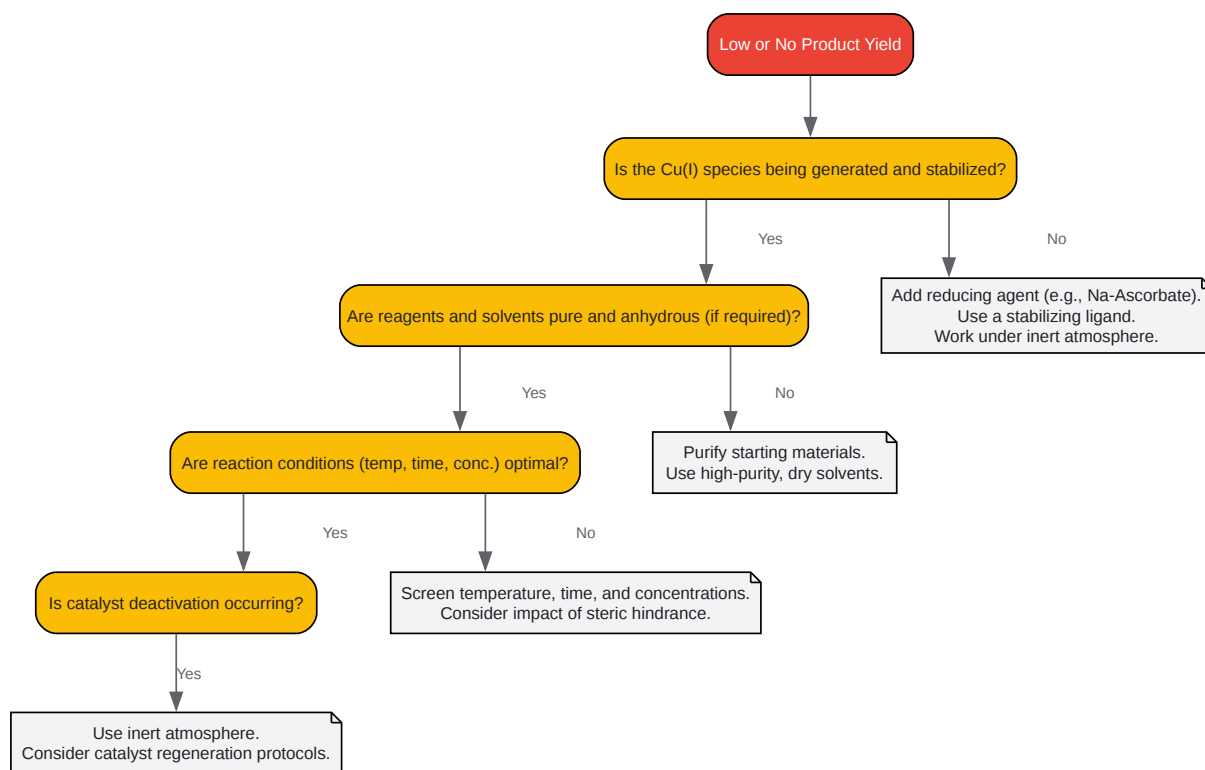 Low or No Product Yield
Is the Cu(I) species being generated and stabilized?
Yes
No
Add reducing agent (e.g., Na-Ascorbate).
Use a stabilizing ligand.
Work under inert atmosphere.
Are reagents and solvents pure and anhydrous (if required)?
Yes
No
Purify starting materials.
Use high-purity, dry solvents.
Are reaction conditions (temp, time, conc.) optimal?
Yes
No
Screen temperature, time, and concentrations.
Consider impact of steric hindrance.
Is catalyst deactivation occurring?
Yes
Use inert atmosphere.
Consider catalyst regeneration protocols.